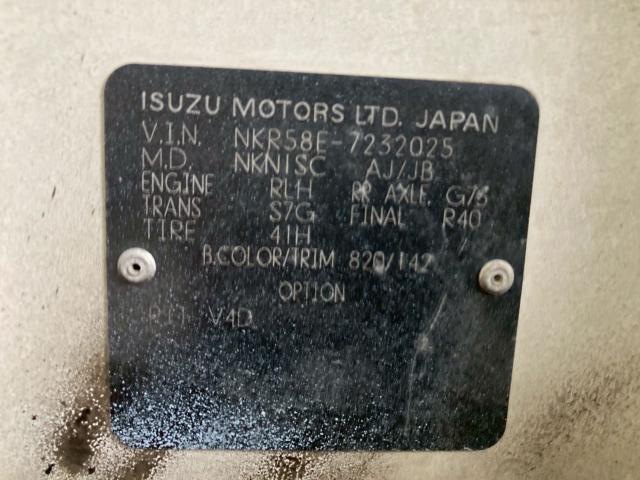 ISUZU MOTORS LTD. JAPAN
V.I.N. NKR58E-7232025
M.D. NKN1SC AJ/JB
ENGINE RLH RR AXLE G76
TRANS S7G FINAL R40
TIRE 41H /
B.COLOR/TRIM 820/142
OPTION
V4D